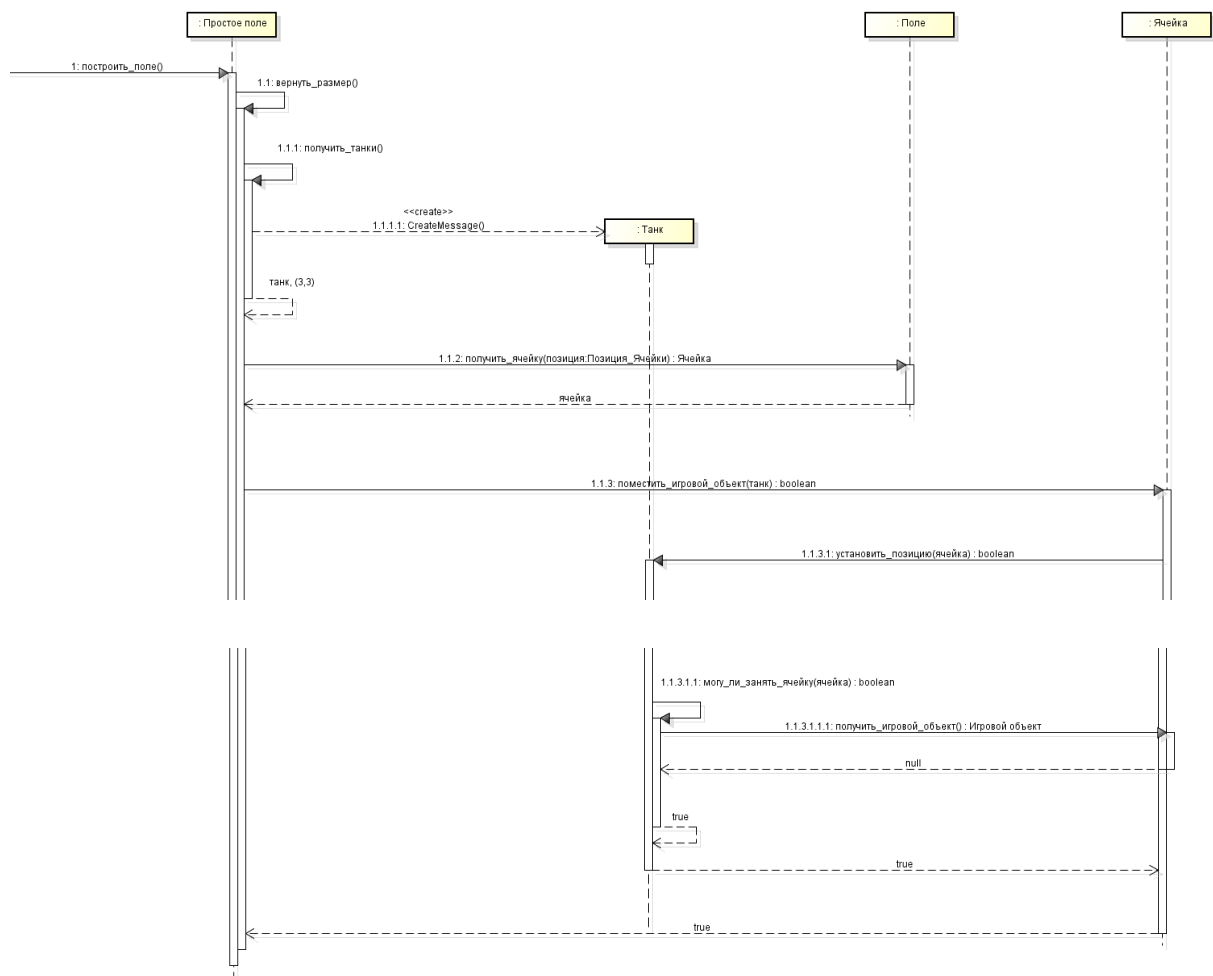 : Простое поле
: Поле
: Ячейка
1: построить_поле()
1.1: вернуть_размер()
1.1.1: получить_танки()
<<create>>
1.1.1.1: CreateMessage()
: Танк
танк, (3,3)
1.1.2: получить_ячейку(позиция:Позиция_Ячейки) : Ячейка
ячейка
1.1.3: поместить_игровой_объект(танк) : boolean
1.1.3.1: установить_позицию(ячейка) : boolean
1.1.3.1.1: могу_ли_занять_ячейку(ячейка) : boolean
1.1.3.1.1.1: получить_игровой_объект() : Игровой объект
null
true
true
true